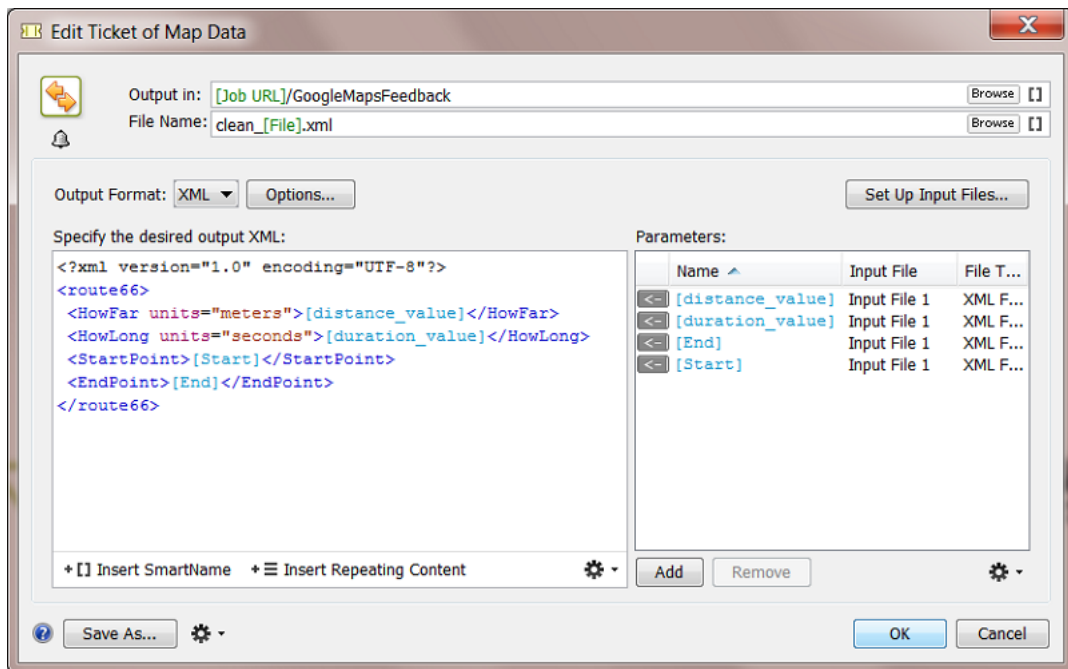 Edit Ticket of Map Data
Output in: [Job URL]/GoogleMapsFeedback Browse []
File Name: clean_[File].xml Browse []
Output Format: XML Options... Set Up Input Files...
Specify the desired output XML:
<?xml version="1.0" encoding="UTF-8"?>
<route66>
<HowFar units="meters">[distance_value]</HowFar>
<HowLong units="seconds">[duration_value]</HowLong>
<StartPoint>[Start]</StartPoint>
<EndPoint>[End]</EndPoint>
</route66>
+[] Insert SmartName + Insert Repeating Content
Parameters:
Name Input File File T...
<- [distance_value] Input File 1 XML F...
<- [duration_value] Input File 1 XML F...
<- [End] Input File 1 XML F...
<- [Start] Input File 1 XML F...
Add Remove
? Save As... OK Cancel